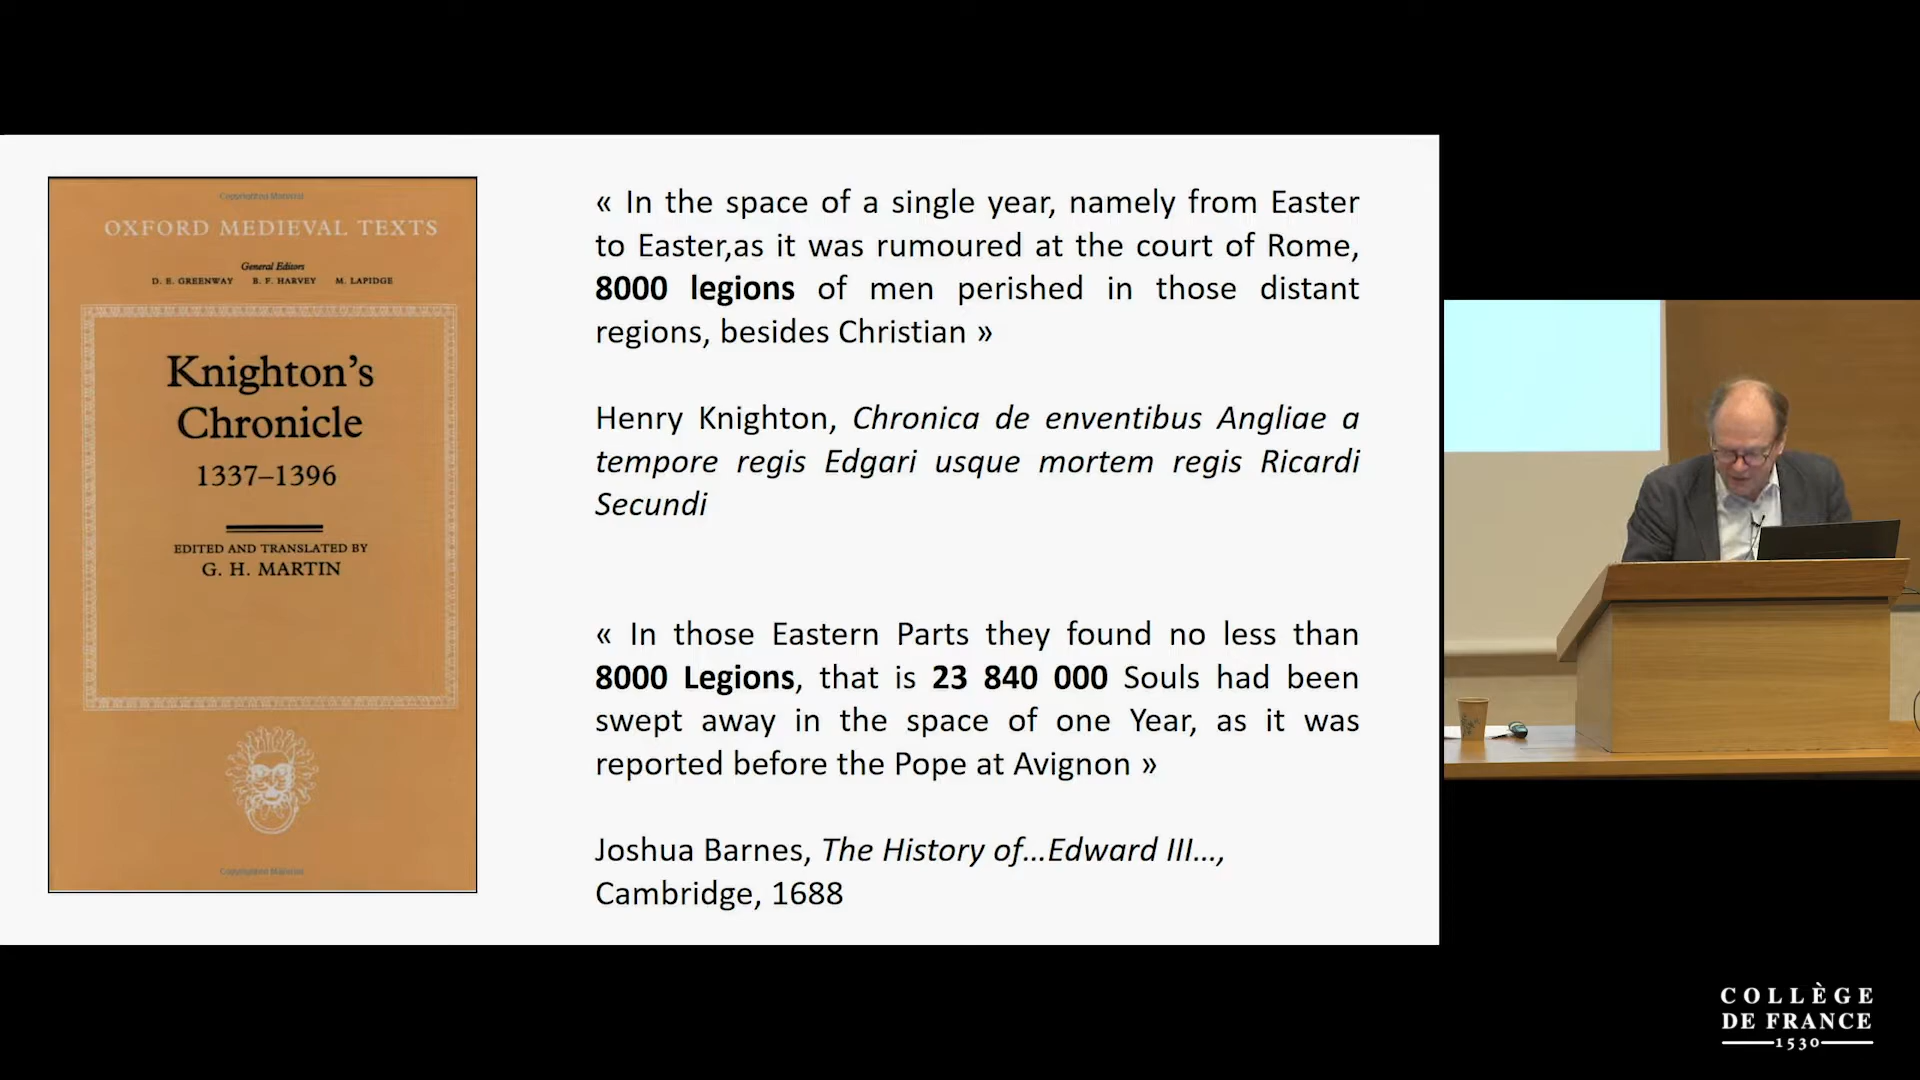 Copyrighted Material
OXFORD MEDIEVAL TEXTS
General Editors
D. E. GREENWAY B. F. HARVEY M. LAPIDGE
Knighton's
Chronicle
1337–1396
EDITED AND TRANSLATED BY
G. H. MARTIN
Copyrighted Material
« In the space of a single year, namely from Easter
to Easter,as it was rumoured at the court of Rome,
8000 legions of men perished in those distant
regions, besides Christian »
Henry Knighton, Chronica de enventibus Angliae a
tempore regis Edgari usque mortem regis Ricardi
Secundi
« In those Eastern Parts they found no less than
8000 Legions, that is 23 840 000 Souls had been
swept away in the space of one Year, as it was
reported before the Pope at Avignon »
Joshua Barnes, The History of...Edward III...,
Cambridge, 1688
COLLÈGE
DE FRANCE
1530